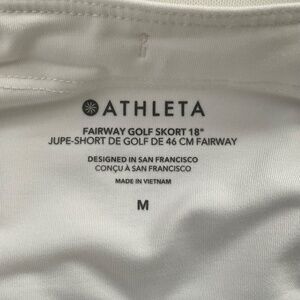 ATHLETA
FAIRWAY GOLF SKORT 18"
JUPE-SHORT DE GOLF DE 46 CM FAIRWAY
DESIGNED IN SAN FRANCISCO
CONÇU À SAN FRANCISCO
MADE IN VIETNAM
M